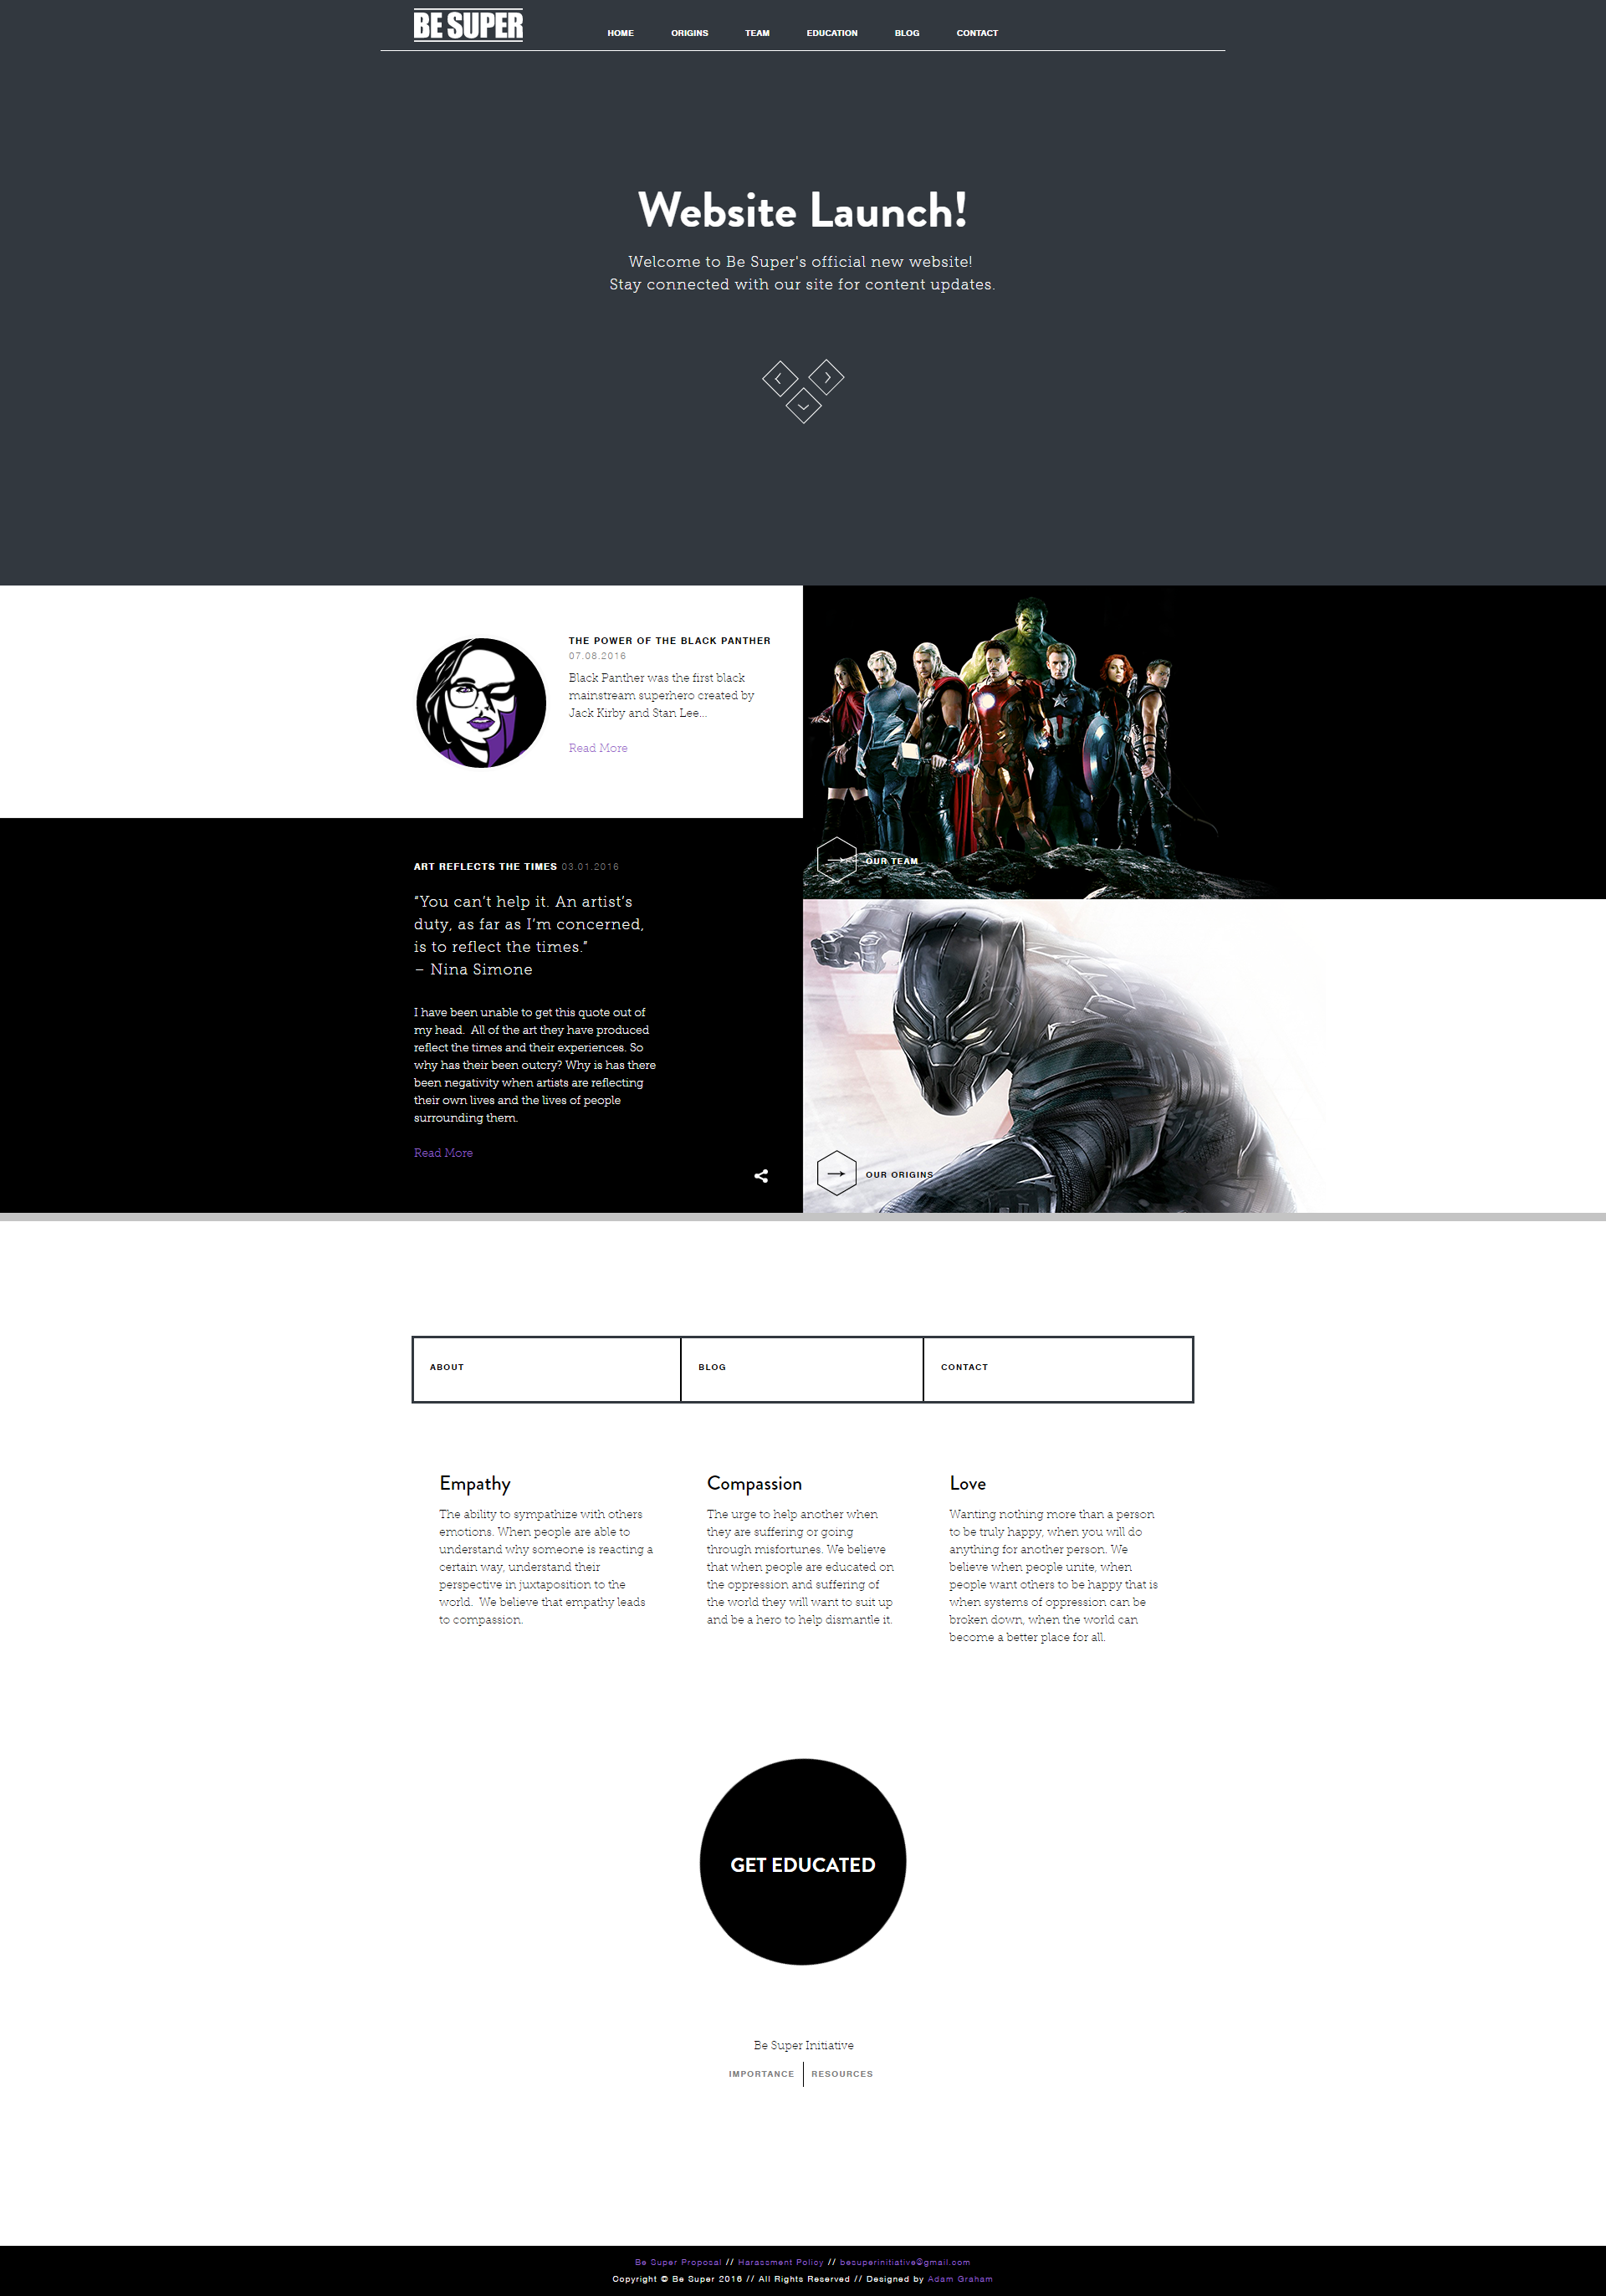 BE SUPER
HOME ORIGINS TEAM EDUCATION BLOG CONTACT
Website Launch!
Welcome to Be Super's official new website!
Stay connected with our site for content updates.
THE POWER OF THE BLACK PANTHER
07.08.2016
Black Panther was the first black
mainstream superhero created by
Jack Kirby and Stan Lee...
Read More
OUR TEAM
ART REFLECTS THE TIMES 03.01.2016
“You can’t help it. An artist’s
duty, as far as I’m concerned,
is to reflect the times.”
– Nina Simone
I have been unable to get this quote out of
my head.  All of the art they have produced
reflect the times and their experiences. So
why has their been outcry? Why is has there
been negativity when artists are reflecting
their own lives and the lives of people
surrounding them.
Read More
OUR ORIGINS
ABOUT
BLOG
CONTACT
Empathy
The ability to sympathize with others
emotions. When people are able to
understand why someone is reacting a
certain way, understand their
perspective in juxtaposition to the
world.  We believe that empathy leads
to compassion.
Compassion
The urge to help another when
they are suffering or going
through misfortunes. We believe
that when people are educated on
the oppression and suffering of
the world they will want to suit up
and be a hero to help dismantle it.
Love
Wanting nothing more than a person
to be truly happy, when you will do
anything for another person. We
believe when people unite, when
people want others to be happy that is
when systems of oppression can be
broken down, when the world can
become a better place for all.
GET EDUCATED
Be Super Initiative
IMPORTANCE RESOURCES
Be Super Proposal // Harassment Policy // besuperinitiative@gmail.com
Copyright © Be Super 2016 // All Rights Reserved // Designed by Adam Graham